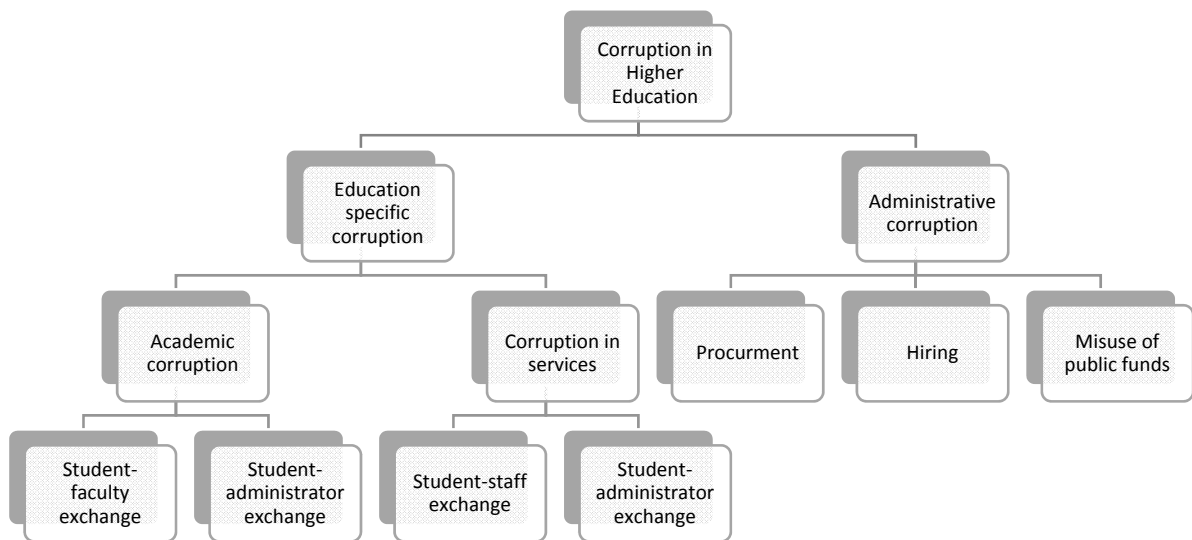 Corruption in
Higher
Education
Education
specific
corruption
Administrative
corruption
Academic
corruption
Corruption in
services
Procurment
Hiring
Misuse of
public funds
Student-
faculty
exchange
Student-
administrator
exchange
Student-staff
exchange
Student-
administrator
exchange